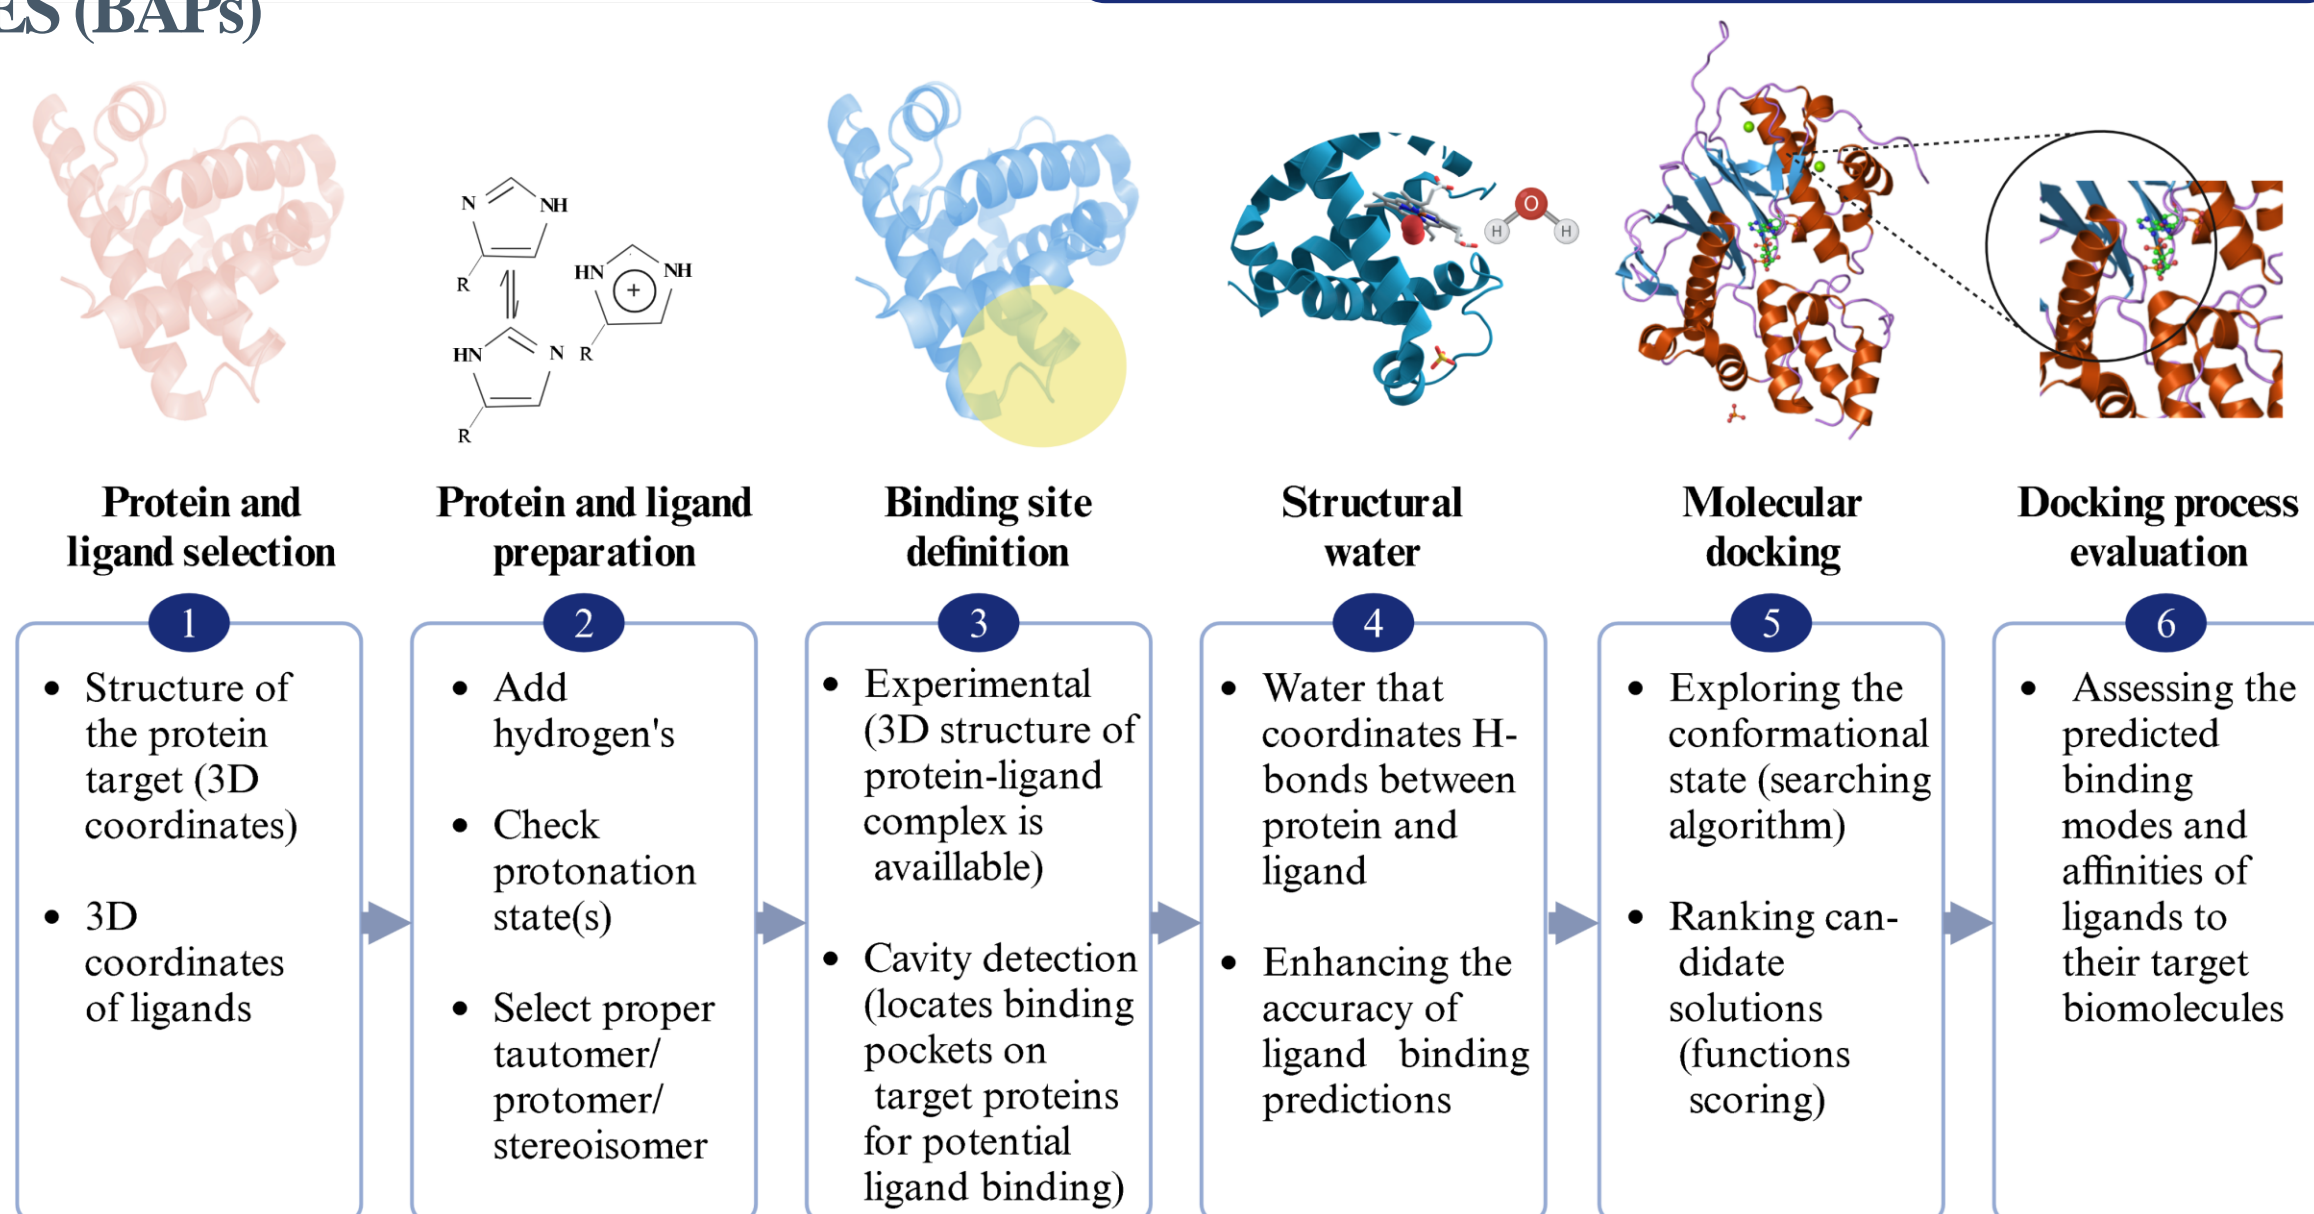 ES (BAPs)
N
NH
R
HN
N
R
HN
NH
+
R
O
H
H
Protein and
ligand selection
Protein and ligand
preparation
Binding site
definition
Structural
water
Molecular
docking
Docking process
evaluation
1
• Structure of
the protein
target (3D
coordinates)
• 3D
coordinates
of ligands
2
• Add
hydrogen's
• Check
protonation
state(s)
• Select proper
tautomer/
protomer/
stereoisomer
3
• Experimental
(3D structure of
protein-ligand
complex is
availlable)
• Cavity detection
(locates binding
pockets on
target proteins
for potential
ligand binding)
4
• Water that
coordinates H-
bonds between
protein and
ligand
• Enhancing the
accuracy of
ligand binding
predictions
5
• Exploring the
conformational
state (searching
algorithm)
• Ranking can-
didate
solutions
(functions
scoring)
6
• Assessing the
predicted
binding
modes and
affinities of
ligands to
their target
biomolecules